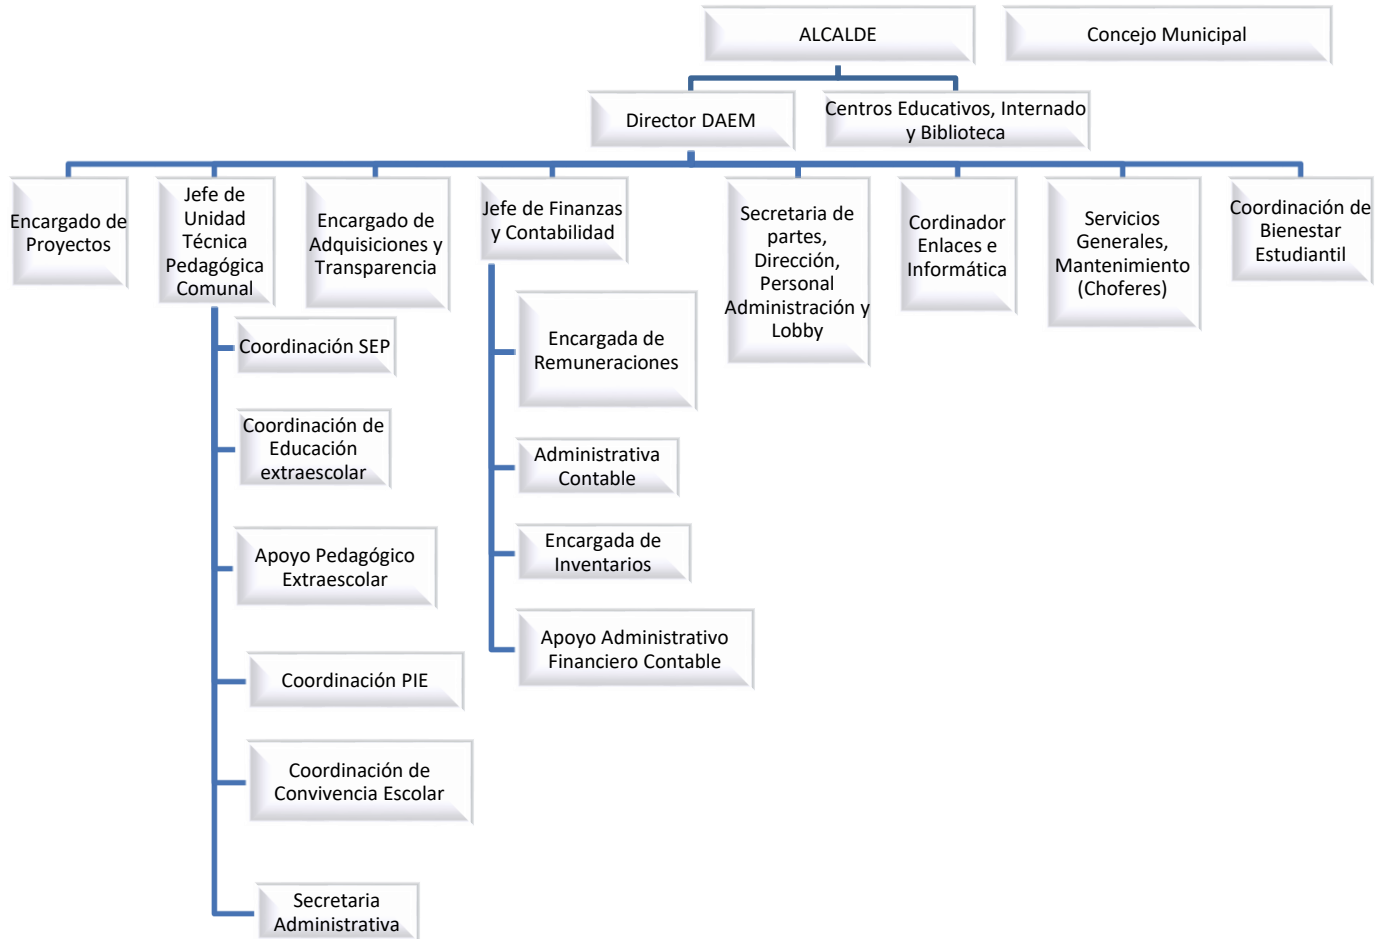 ALCALDE
Concejo Municipal
Director DAEM
Centros Educativos, Internado
y Biblioteca
Encargado de
Proyectos
Jefe de
Unidad
Técnica
Pedagógica
Comunal
Encargado de
Adquisiciones y
Transparencia
Jefe de Finanzas
y Contabilidad
Secretaria de
partes,
Dirección,
Personal
Administración y
Lobby
Cordinador
Enlaces e
Informática
Servicios
Generales,
Mantenimiento
(Choferes)
Coordinación de
Bienestar
Estudiantil
Coordinación SEP
Coordinación de
Educación
extraescolar
Apoyo Pedagógico
Extraescolar
Coordinación PIE
Coordinación de
Convivencia Escolar
Secretaria
Administrativa
Encargada de
Remuneraciones
Administrativa
Contable
Encargada de
Inventarios
Apoyo Administrativo
Financiero Contable